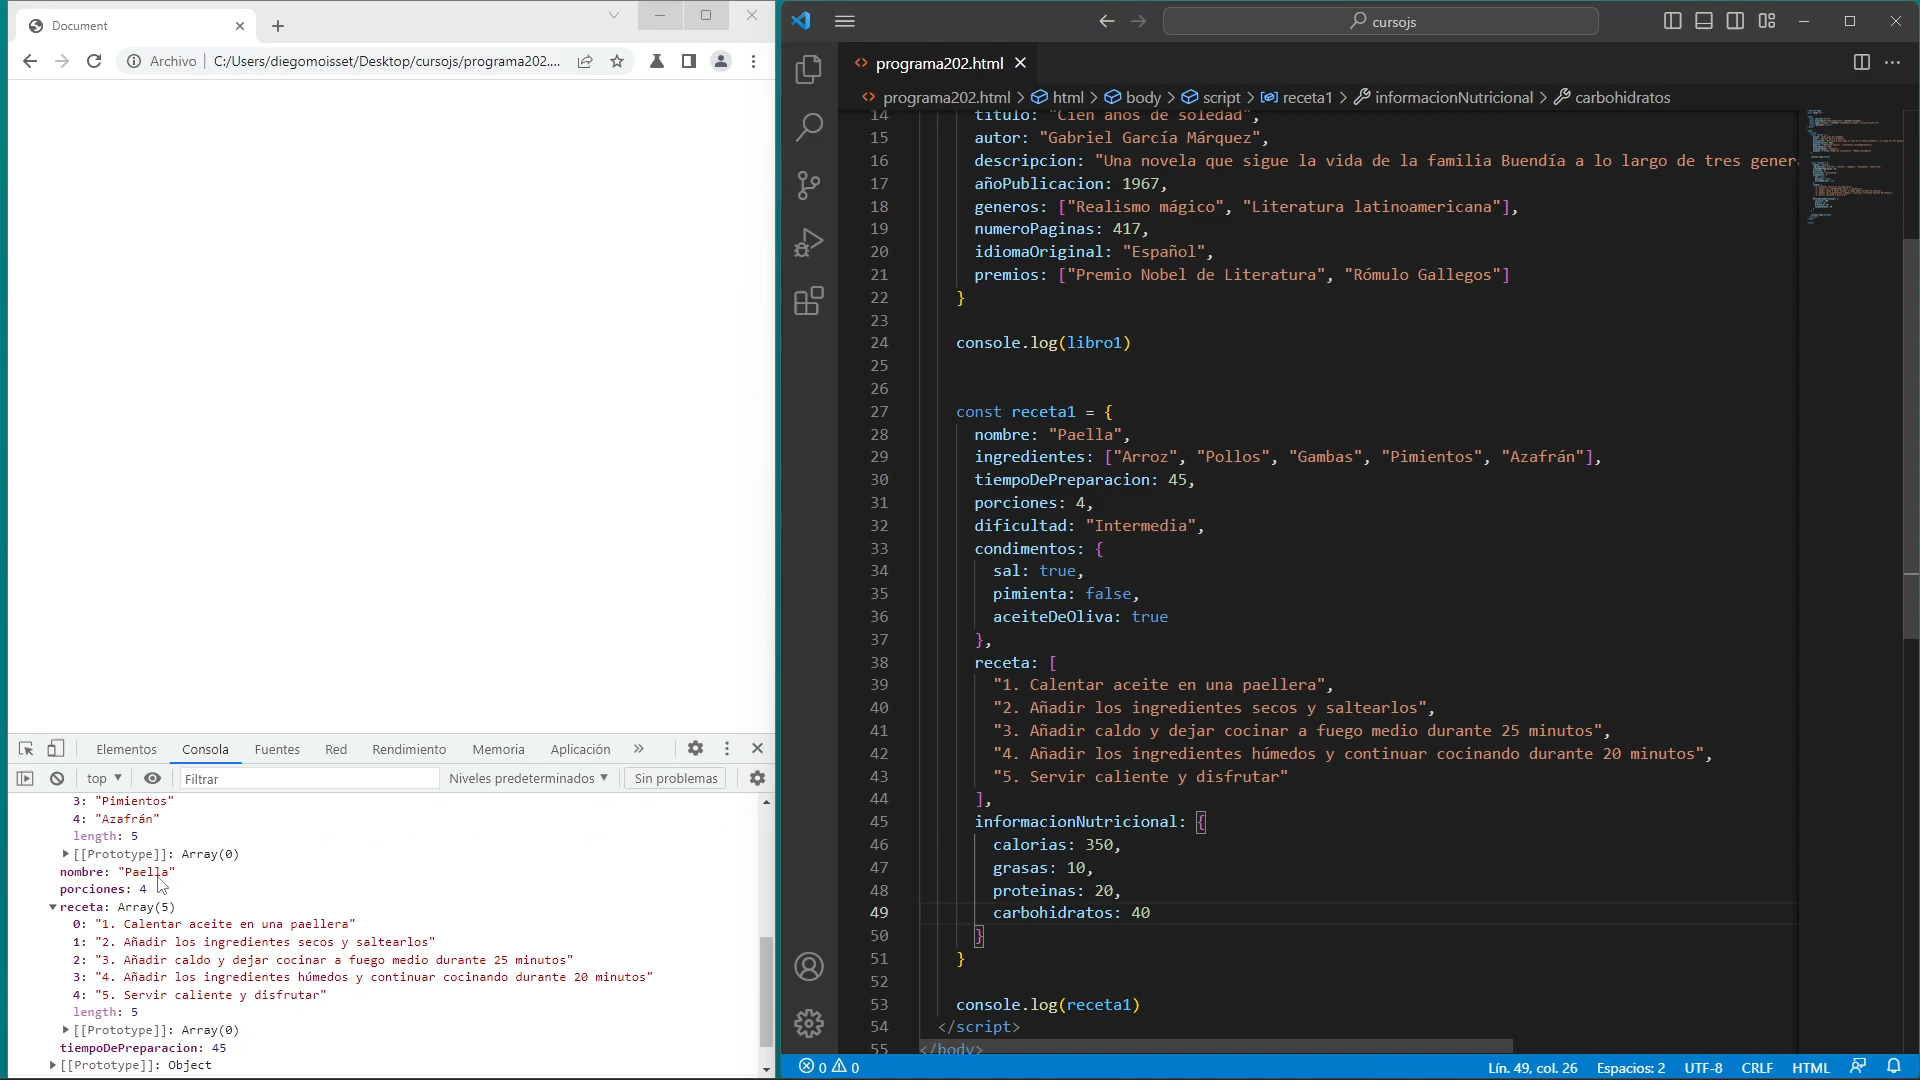 Document
Archivo
C:/Users/diegomoisset/Desktop/cursojs/programa202....
Elementos Consola Fuentes Red Rendimiento Memoria Aplicación »
top Filtrar Niveles predeterminados Sin problemas
3: "Pimientos"
4: "Azafrán"
length: 5
[[Prototype]]: Array(0)
nombre: "Paella"
porciones: 4
receta: Array(5)
0: "1. Calentar aceite en una paellera"
1: "2. Añadir los ingredientes secos y saltearlos"
2: "3. Añadir caldo y dejar cocinar a fuego medio durante 25 minutos"
3: "4. Añadir los ingredientes húmedos y continuar cocinando durante 20 minutos"
4: "5. Servir caliente y disfrutar"
length: 5
[[Prototype]]: Array(0)
tiempoDePreparacion: 45
[[Prototype]]: Object
cursojs
programa202.html
programa202.html > html > body > script > receta1 > informacionNutricional > carbohidratos
14 titulo: "Cien años de soledad",
15 autor: "Gabriel García Márquez",
16 descripcion: "Una novela que sigue la vida de la familia Buendía a lo largo de tres gener
17 añoPublicacion: 1967,
18 generos: ["Realismo mágico", "Literatura latinoamericana"],
19 numeroPaginas: 417,
20 idiomaOriginal: "Español",
21 premios: ["Premio Nobel de Literatura", "Rómulo Gallegos"]
22 }
23
24 console.log(libro1)
25
26
27 const receta1 = {
28 nombre: "Paella",
29 ingredientes: ["Arroz", "Pollos", "Gambas", "Pimientos", "Azafrán"],
30 tiempoDePreparacion: 45,
31 porciones: 4,
32 dificultad: "Intermedia",
33 condimentos: {
34 sal: true,
35 pimienta: false,
36 aceiteDeOliva: true
37 },
38 receta: [
39 "1. Calentar aceite en una paellera",
40 "2. Añadir los ingredientes secos y saltearlos",
41 "3. Añadir caldo y dejar cocinar a fuego medio durante 25 minutos",
42 "4. Añadir los ingredientes húmedos y continuar cocinando durante 20 minutos",
43 "5. Servir caliente y disfrutar"
44 ],
45 informacionNutricional: {
46 calorias: 350,
47 grasas: 10,
48 proteinas: 20,
49 carbohidratos: 40
50 }
51 }
52
53 console.log(receta1)
54 </script>
55 </body>
0 0 Lín. 49, col. 26 Espacios: 2 UTF-8 CRLF HTML